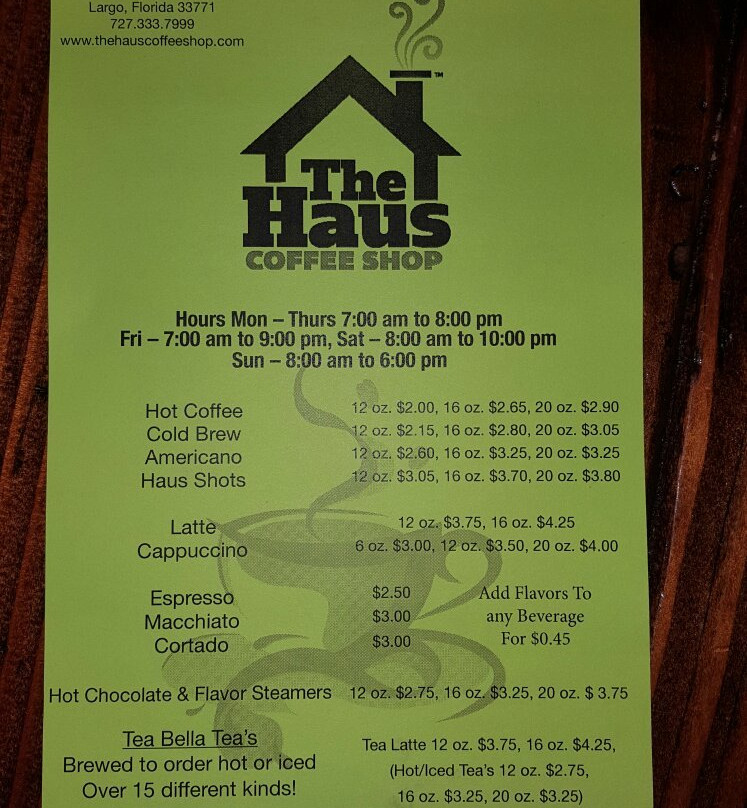 Largo, Florida 33771
727.333.7999
www.thehauscoffeeshop.com
The
Haus
COFFEE SHOP
™
Hours Mon – Thurs 7:00 am to 8:00 pm
Fri – 7:00 am to 9:00 pm, Sat – 8:00 am to 10:00 pm
Sun – 8:00 am to 6:00 pm
Hot Coffee 12 oz. $2.00, 16 oz. $2.65, 20 oz. $2.90
Cold Brew 12 oz. $2.15, 16 oz. $2.80, 20 oz. $3.05
Americano 12 oz. $2.60, 16 oz. $3.25, 20 oz. $3.25
Haus Shots 12 oz. $3.05, 16 oz. $3.70, 20 oz. $3.80
Latte 12 oz. $3.75, 16 oz. $4.25
Cappuccino 6 oz. $3.00, 12 oz. $3.50, 20 oz. $4.00
Espresso $2.50
Macchiato $3.00
Cortado $3.00
Add Flavors To
any Beverage
For $0.45
Hot Chocolate & Flavor Steamers 12 oz. $2.75, 16 oz. $3.25, 20 oz. $ 3.75
Tea Bella Tea's
Brewed to order hot or iced
Over 15 different kinds!
Tea Latte 12 oz. $3.75, 16 oz. $4.25,
(Hot/Iced Tea's 12 oz. $2.75,
16 oz. $3.25, 20 oz. $3.25)